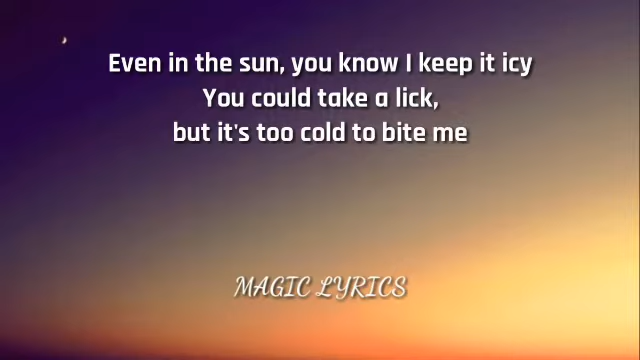 Even in the sun, you know I keep it icy
You could take a lick,
but it's too cold to bite me
MAGIC LYRICS